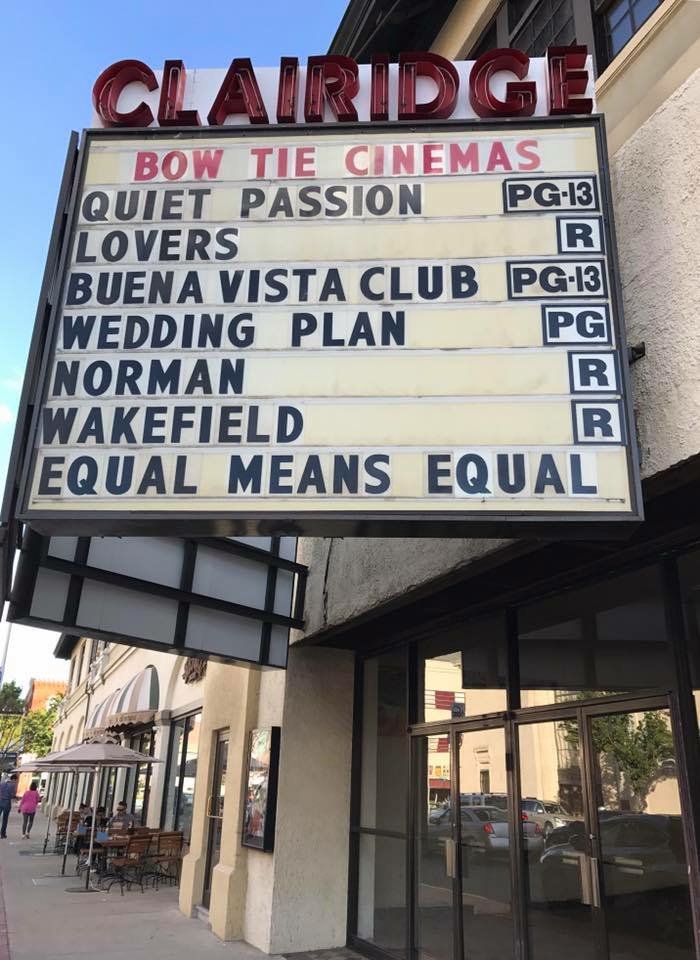 CLAIRIDGE
BOW TIE CINEMAS
QUIET PASSION PG-13
LOVERS R
BUENA VISTA CLUB PG-13
WEDDING PLAN PG
NORMAN R
WAKEFIELD R
EQUAL MEANS EQUAL